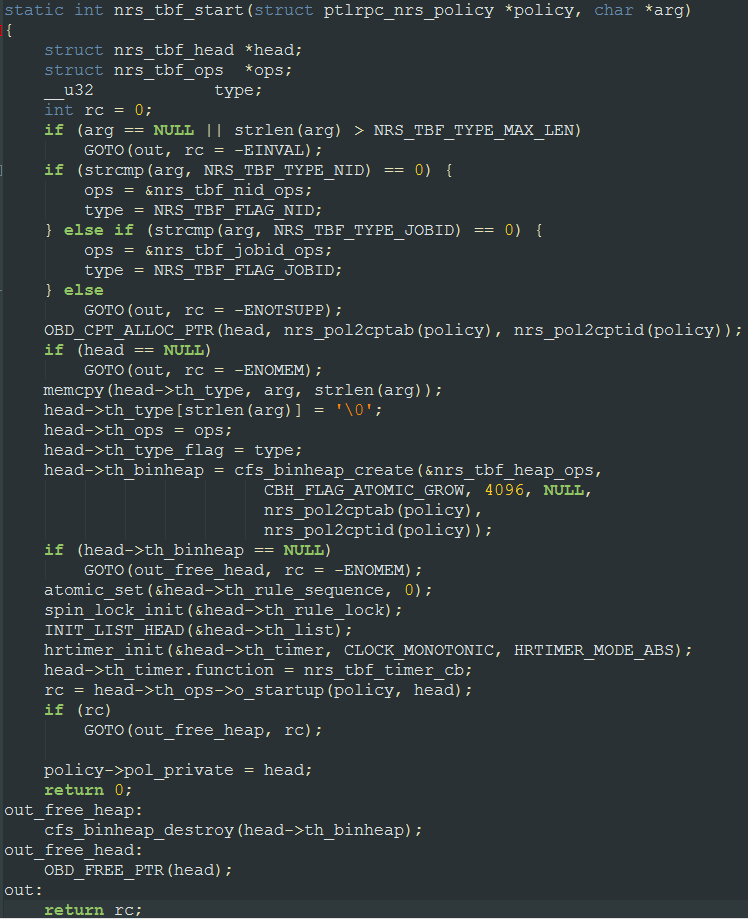 static int nrs_tbf_start(struct ptlrpc_nrs_policy *policy, char *arg)
{
    struct nrs_tbf_head *head;
    struct nrs_tbf_ops  *ops;
    __u32            type;
    int rc = 0;
    if (arg == NULL || strlen(arg) > NRS_TBF_TYPE_MAX_LEN)
        GOTO(out, rc = -EINVAL);
    if (strcmp(arg, NRS_TBF_TYPE_NID) == 0) {
        ops = &nrs_tbf_nid_ops;
        type = NRS_TBF_FLAG_NID;
    } else if (strcmp(arg, NRS_TBF_TYPE_JOBID) == 0) {
        ops = &nrs_tbf_jobid_ops;
        type = NRS_TBF_FLAG_JOBID;
    } else
        GOTO(out, rc = -ENOTSUPP);
    OBD_CPT_ALLOC_PTR(head, nrs_pol2cptab(policy), nrs_pol2cptid(policy));
    if (head == NULL)
        GOTO(out, rc = -ENOMEM);
    memcpy(head->th_type, arg, strlen(arg));
    head->th_type[strlen(arg)] = '\0';
    head->th_ops = ops;
    head->th_type_flag = type;
    head->th_binheap = cfs_binheap_create(&nrs_tbf_heap_ops,
                          CBH_FLAG_ATOMIC_GROW, 4096, NULL,
                          nrs_pol2cptab(policy),
                          nrs_pol2cptid(policy));
    if (head->th_binheap == NULL)
        GOTO(out_free_head, rc = -ENOMEM);
    atomic_set(&head->th_rule_sequence, 0);
    spin_lock_init(&head->th_rule_lock);
    INIT_LIST_HEAD(&head->th_list);
    hrtimer_init(&head->th_timer, CLOCK_MONOTONIC, HRTIMER_MODE_ABS);
    head->th_timer.function = nrs_tbf_timer_cb;
    rc = head->th_ops->o_startup(policy, head);
    if (rc)
        GOTO(out_free_heap, rc);

    policy->pol_private = head;
    return 0;
out_free_heap:
    cfs_binheap_destroy(head->th_binheap);
out_free_head:
    OBD_FREE_PTR(head);
out:
    return rc;